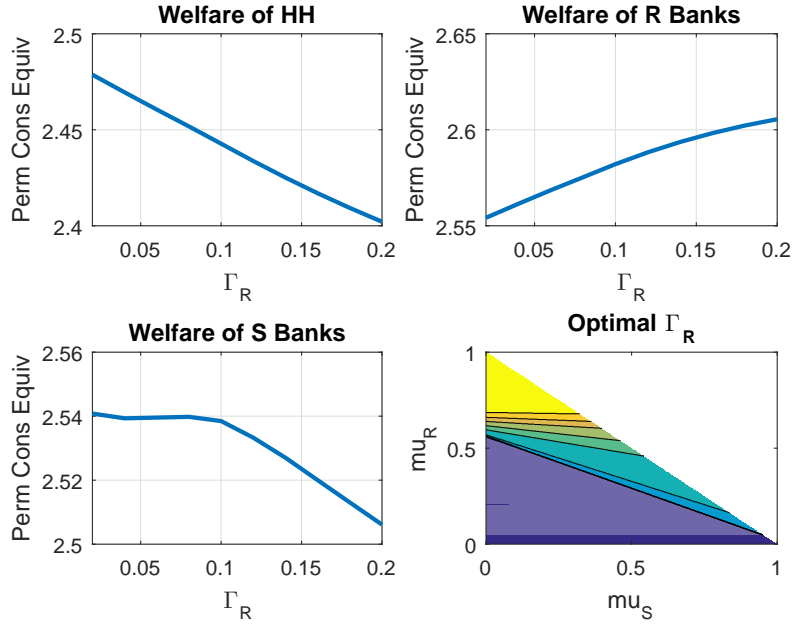 Welfare of HH
Perm Cons Equiv
2.5
2.45
2.4
0.05 0.1 0.15 0.2
Γ_R
Welfare of R Banks
Perm Cons Equiv
2.65
2.6
2.55
0.05 0.1 0.15 0.2
Γ_R
Welfare of S Banks
Perm Cons Equiv
2.56
2.54
2.52
2.5
0.05 0.1 0.15 0.2
Γ_R
Optimal Γ_R
mu_R
1
0.5
0
0 0.5 1
mu_S